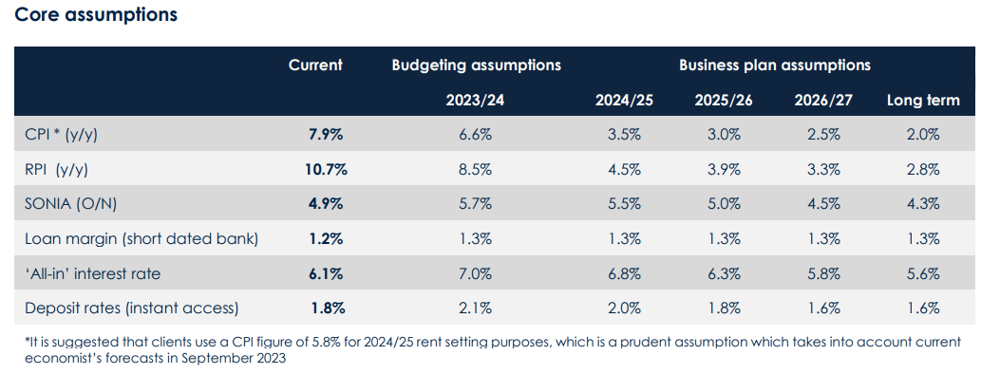 Core assumptions
Current Budgeting assumptions Business plan assumptions
2023/24 2024/25 2025/26 2026/27 Long term
CPI * (y/y) 7.9% 6.6% 3.5% 3.0% 2.5% 2.0%
RPI (y/y) 10.7% 8.5% 4.5% 3.9% 3.3% 2.8%
SONIA (O/N) 4.9% 5.7% 5.5% 5.0% 4.5% 4.3%
Loan margin (short dated bank) 1.2% 1.3% 1.3% 1.3% 1.3% 1.3%
‘All-in’ interest rate 6.1% 7.0% 6.8% 6.3% 5.8% 5.6%
Deposit rates (instant access) 1.8% 2.1% 2.0% 1.8% 1.6% 1.6%
*It is suggested that clients use a CPI figure of 5.8% for 2024/25 rent setting purposes, which is a prudent assumption which takes into account current
economist’s forecasts in September 2023